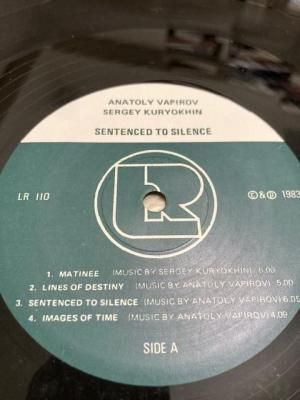 ANATOLY VAPIROV
SERGEY KURYOKHIN
SENTENCED TO SILENCE
LR 110
LR
© & ℗ 1983
1. MATINEE (MUSIC BY SERGEY KURYOKHIN) 6.00
2. LINES OF DESTINY (MUSIC BY ANATOLY VAPIROV) 5.00
3. SENTENCED TO SILENCE (MUSIC BY ANATOLY VAPIROV) 6.05
4. IMAGES OF TIME (MUSIC BY ANATOLY VAPIROV) 4.09
SIDE A